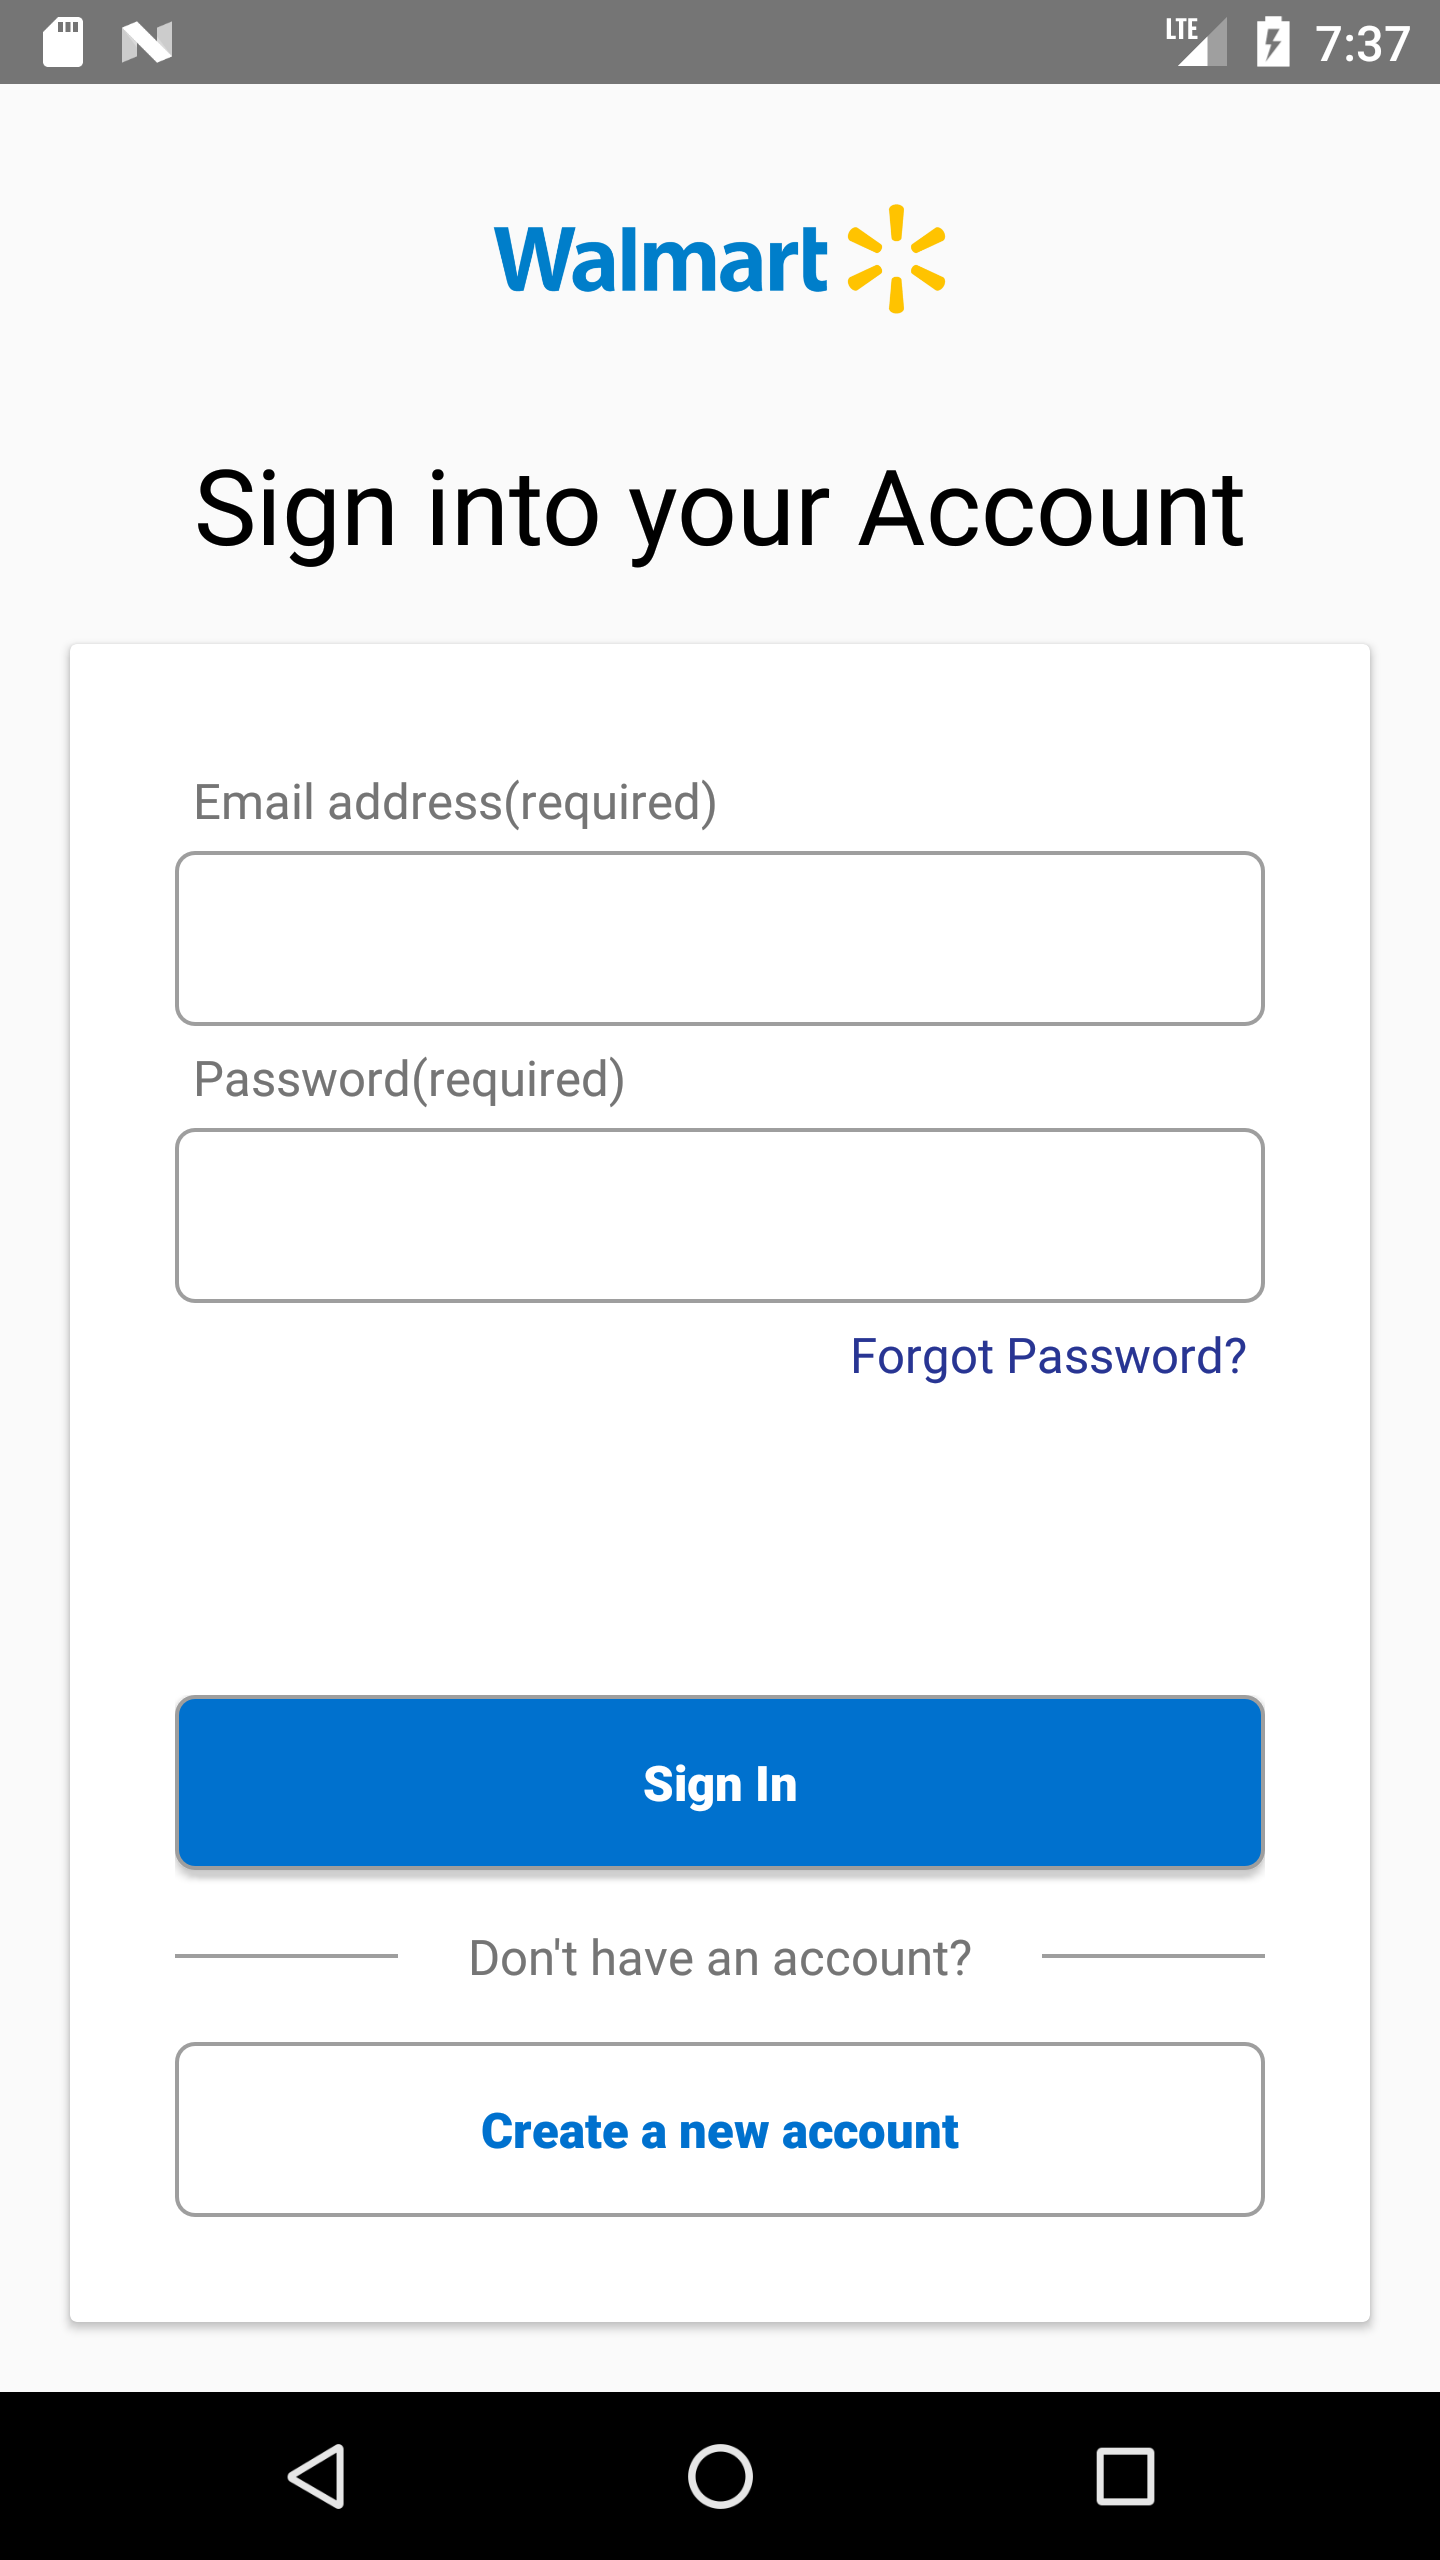 LTE 7:37
Walmart
Sign into your Account
Email address(required)
Password(required)
Forgot Password?
Sign In
Don't have an account?
Create a new account